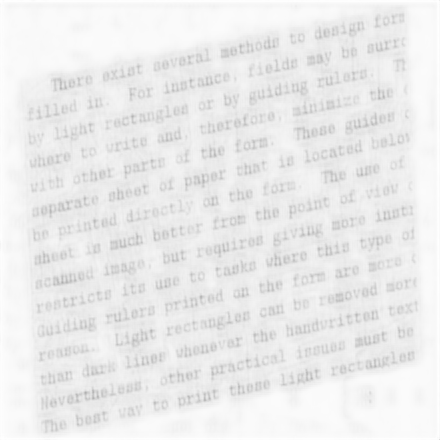 There exist several methods to design form
filled in. For instance, fields may be surro
by light rectangles or by guiding rulers. Th
where to write and, therefore, minimize the
with other parts of the form. These guides
separate sheet of paper that is located below
be printed directly on the form. The use of
sheet is much better from the point of view
scanned image, but requires giving more instr
restricts its use to tasks where this type of
Guiding rulers printed on the form are more
reason. Light rectangles can be removed more
than dark lines whenever the handwritten text
Nevertheless, other practical issues must be
The best way to print these light rectangles